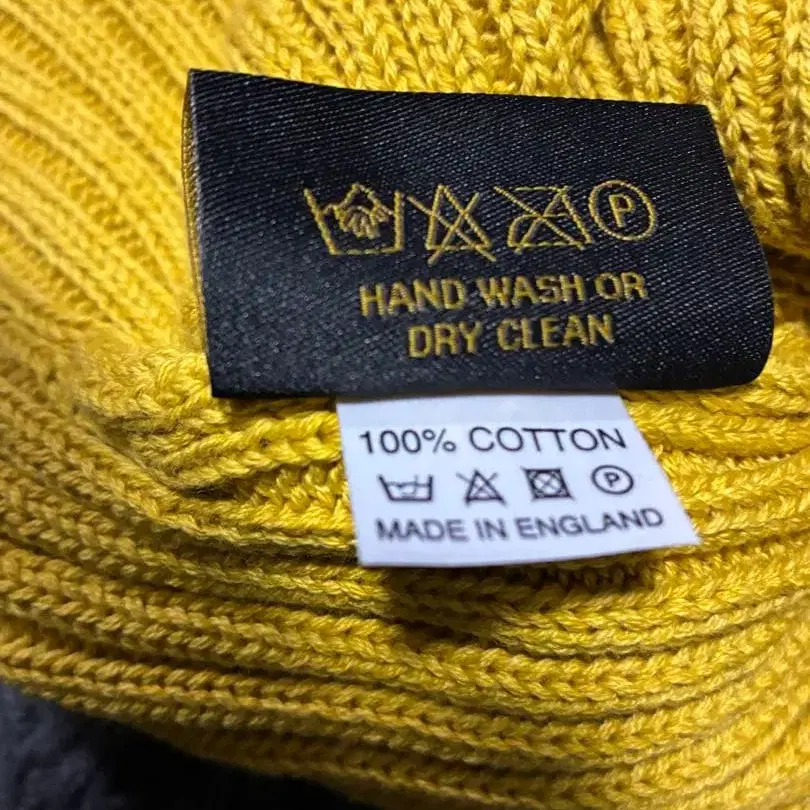 P
HAND WASH OR
DRY CLEAN
100% COTTON
P
MADE IN ENGLAND